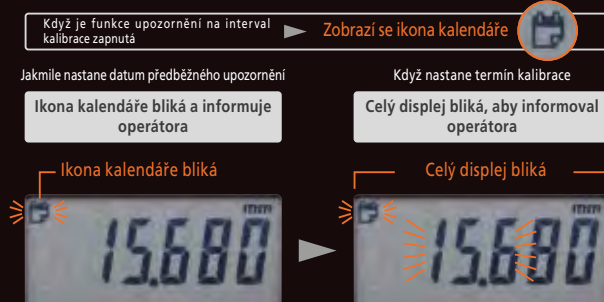 Když je funkce upozornění na interval
kalibrace zapnutá
Zobrazí se ikona kalendáře
Jakmile nastane datum předběžného upozornění
Když nastane termín kalibrace
Ikona kalendáře bliká a informuje
operátora
Celý displej bliká, aby informoval
operátora
Ikona kalendáře bliká
Celý displej bliká
mm
15.680
mm
15.680